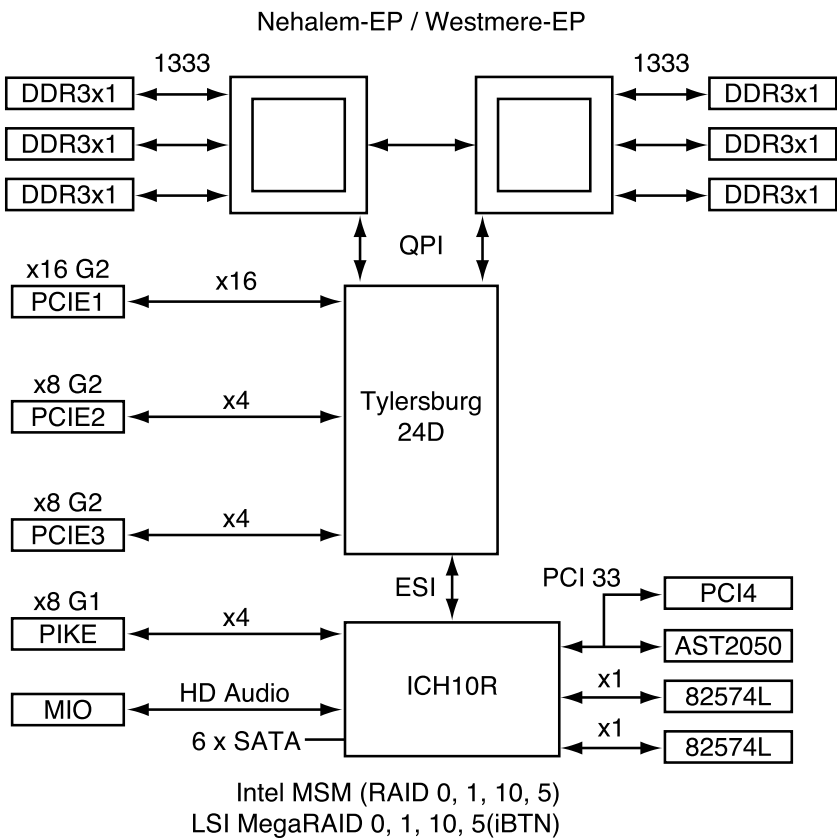 Nehalem-EP / Westmere-EP
1333
1333
DDR3x1
DDR3x1
DDR3x1
DDR3x1
DDR3x1
DDR3x1
QPI
x16 G2
PCIE1
x16
x8 G2
PCIE2
x4
Tylersburg
24D
x8 G2
PCIE3
x4
ESI
PCI 33
PCI4
x8 G1
PIKE
x4
AST2050
ICH10R
x1
82574L
MIO
HD Audio
x1
82574L
6 x SATA
Intel MSM (RAID 0, 1, 10, 5)
LSI MegaRAID 0, 1, 10, 5(iBTN)